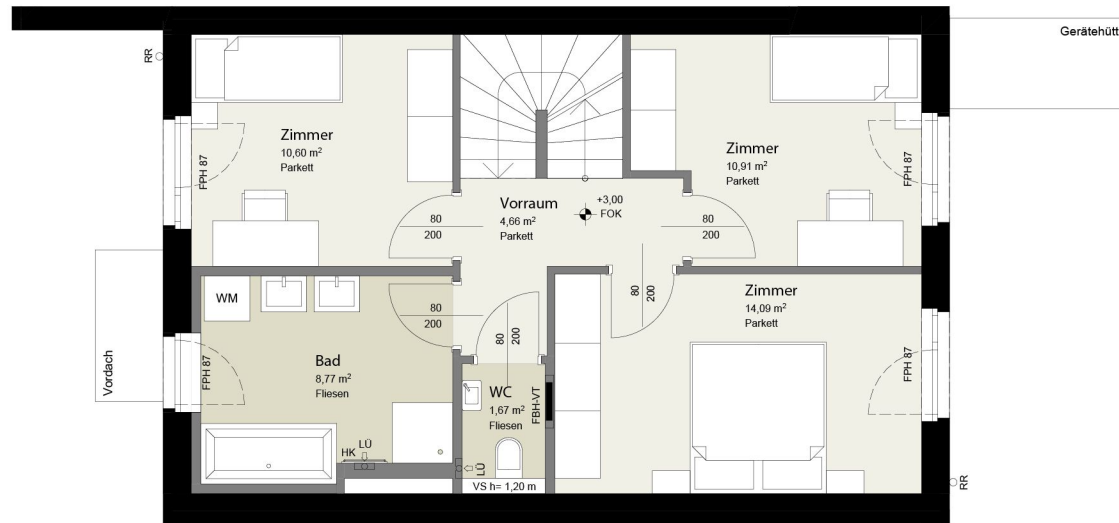 Gerätehütt
RR
Zimmer
10,60 m²
Parkett
FPH 87
80
200
Vorraum
4,66 m²
Parkett
+3,00
FOK
Zimmer
10,91 m²
Parkett
FPH 87
80
200
80
200
Vordach
WM
Bad
8,77 m²
Fliesen
FPH 87
80
200
HK
LÜ
80
200
WC
1,67 m²
Fliesen
LÜ
FBH-VT
VS h= 1,20 m
Zimmer
14,09 m²
Parkett
FPH 87
RR